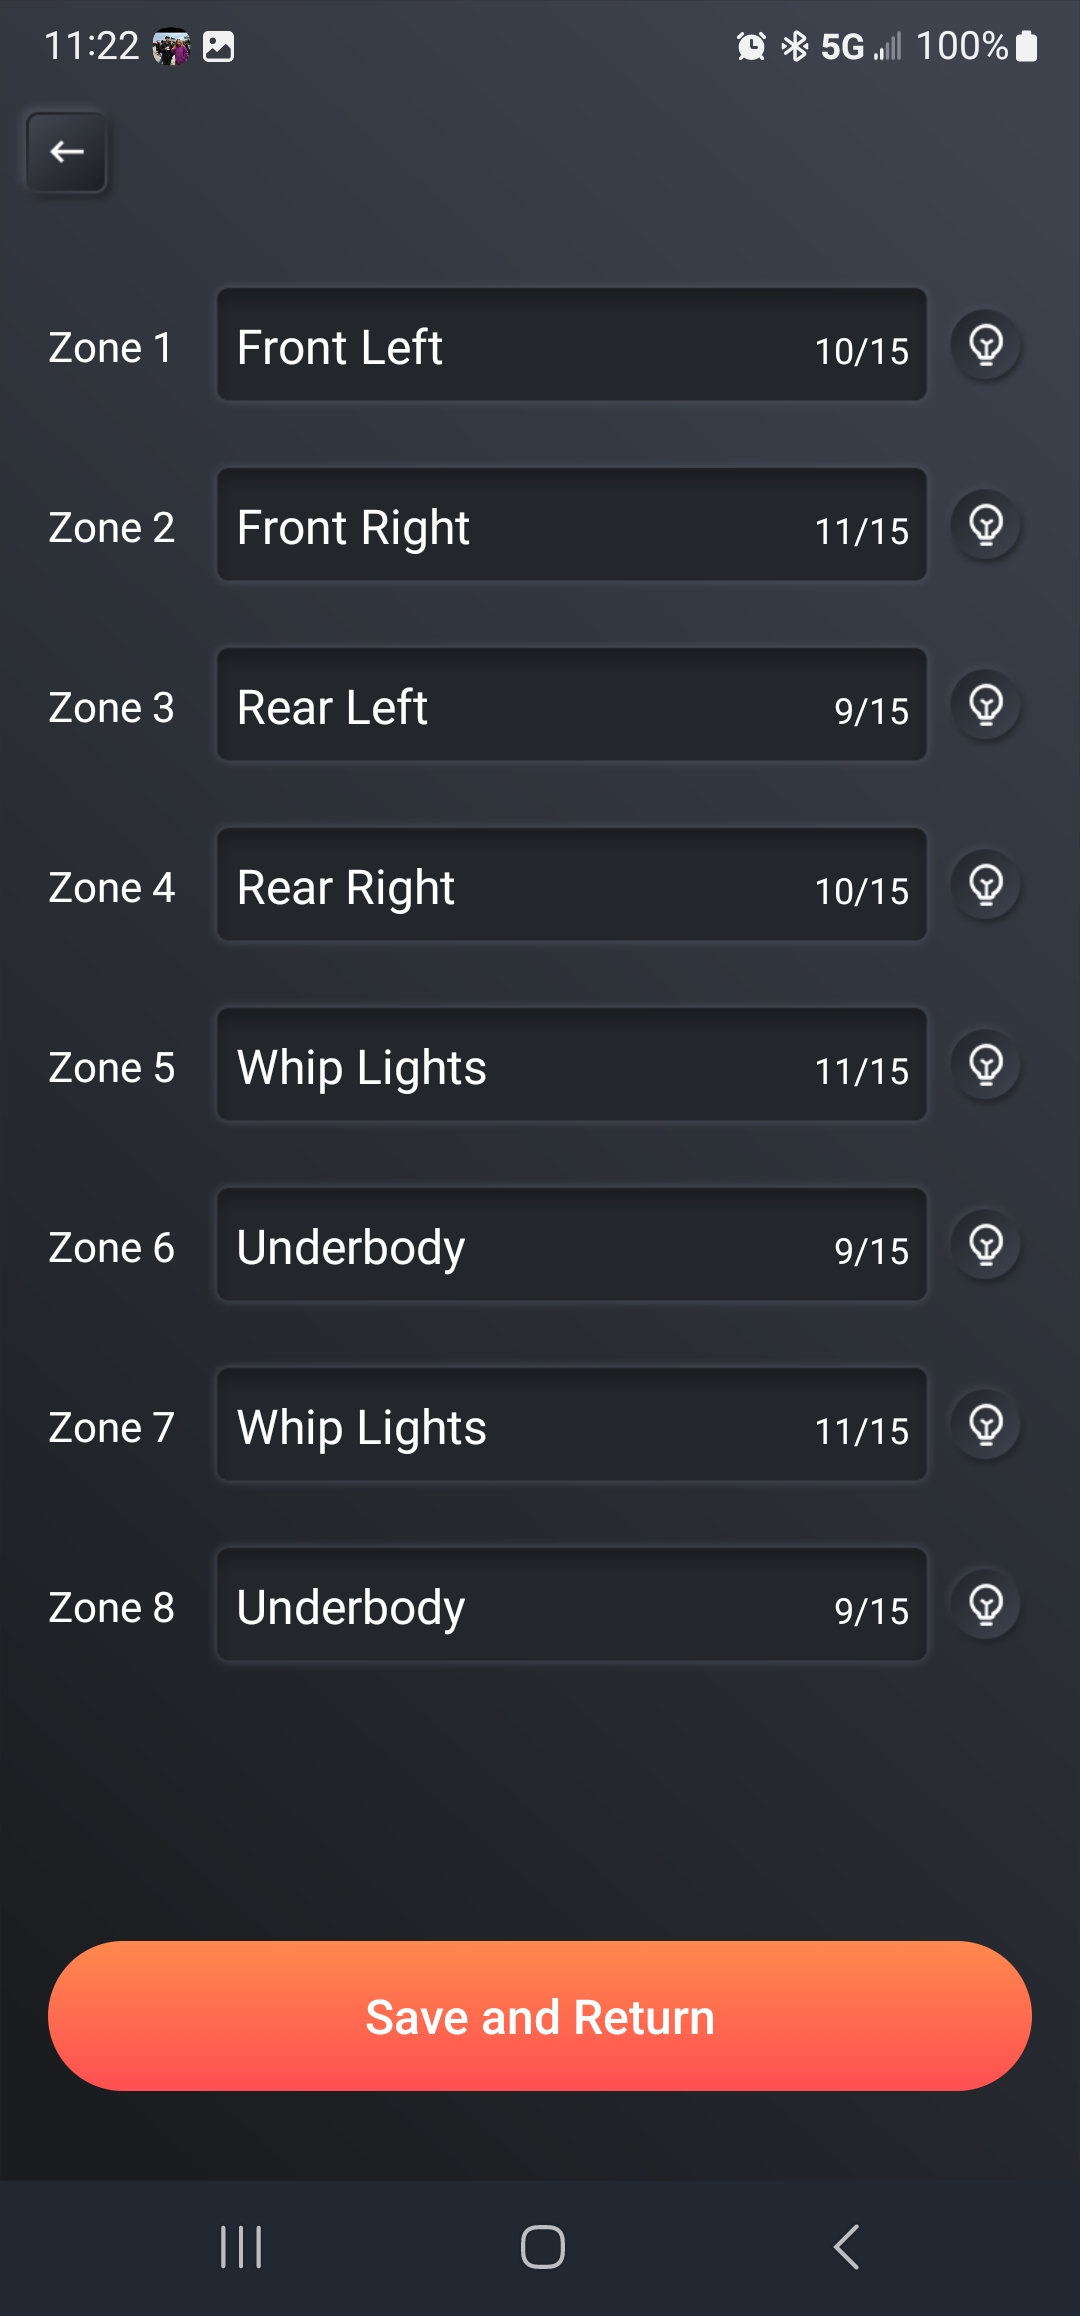 11:22 5G 100%
Zone 1 Front Left 10/15
Zone 2 Front Right 11/15
Zone 3 Rear Left 9/15
Zone 4 Rear Right 10/15
Zone 5 Whip Lights 11/15
Zone 6 Underbody 9/15
Zone 7 Whip Lights 11/15
Zone 8 Underbody 9/15
Save and Return